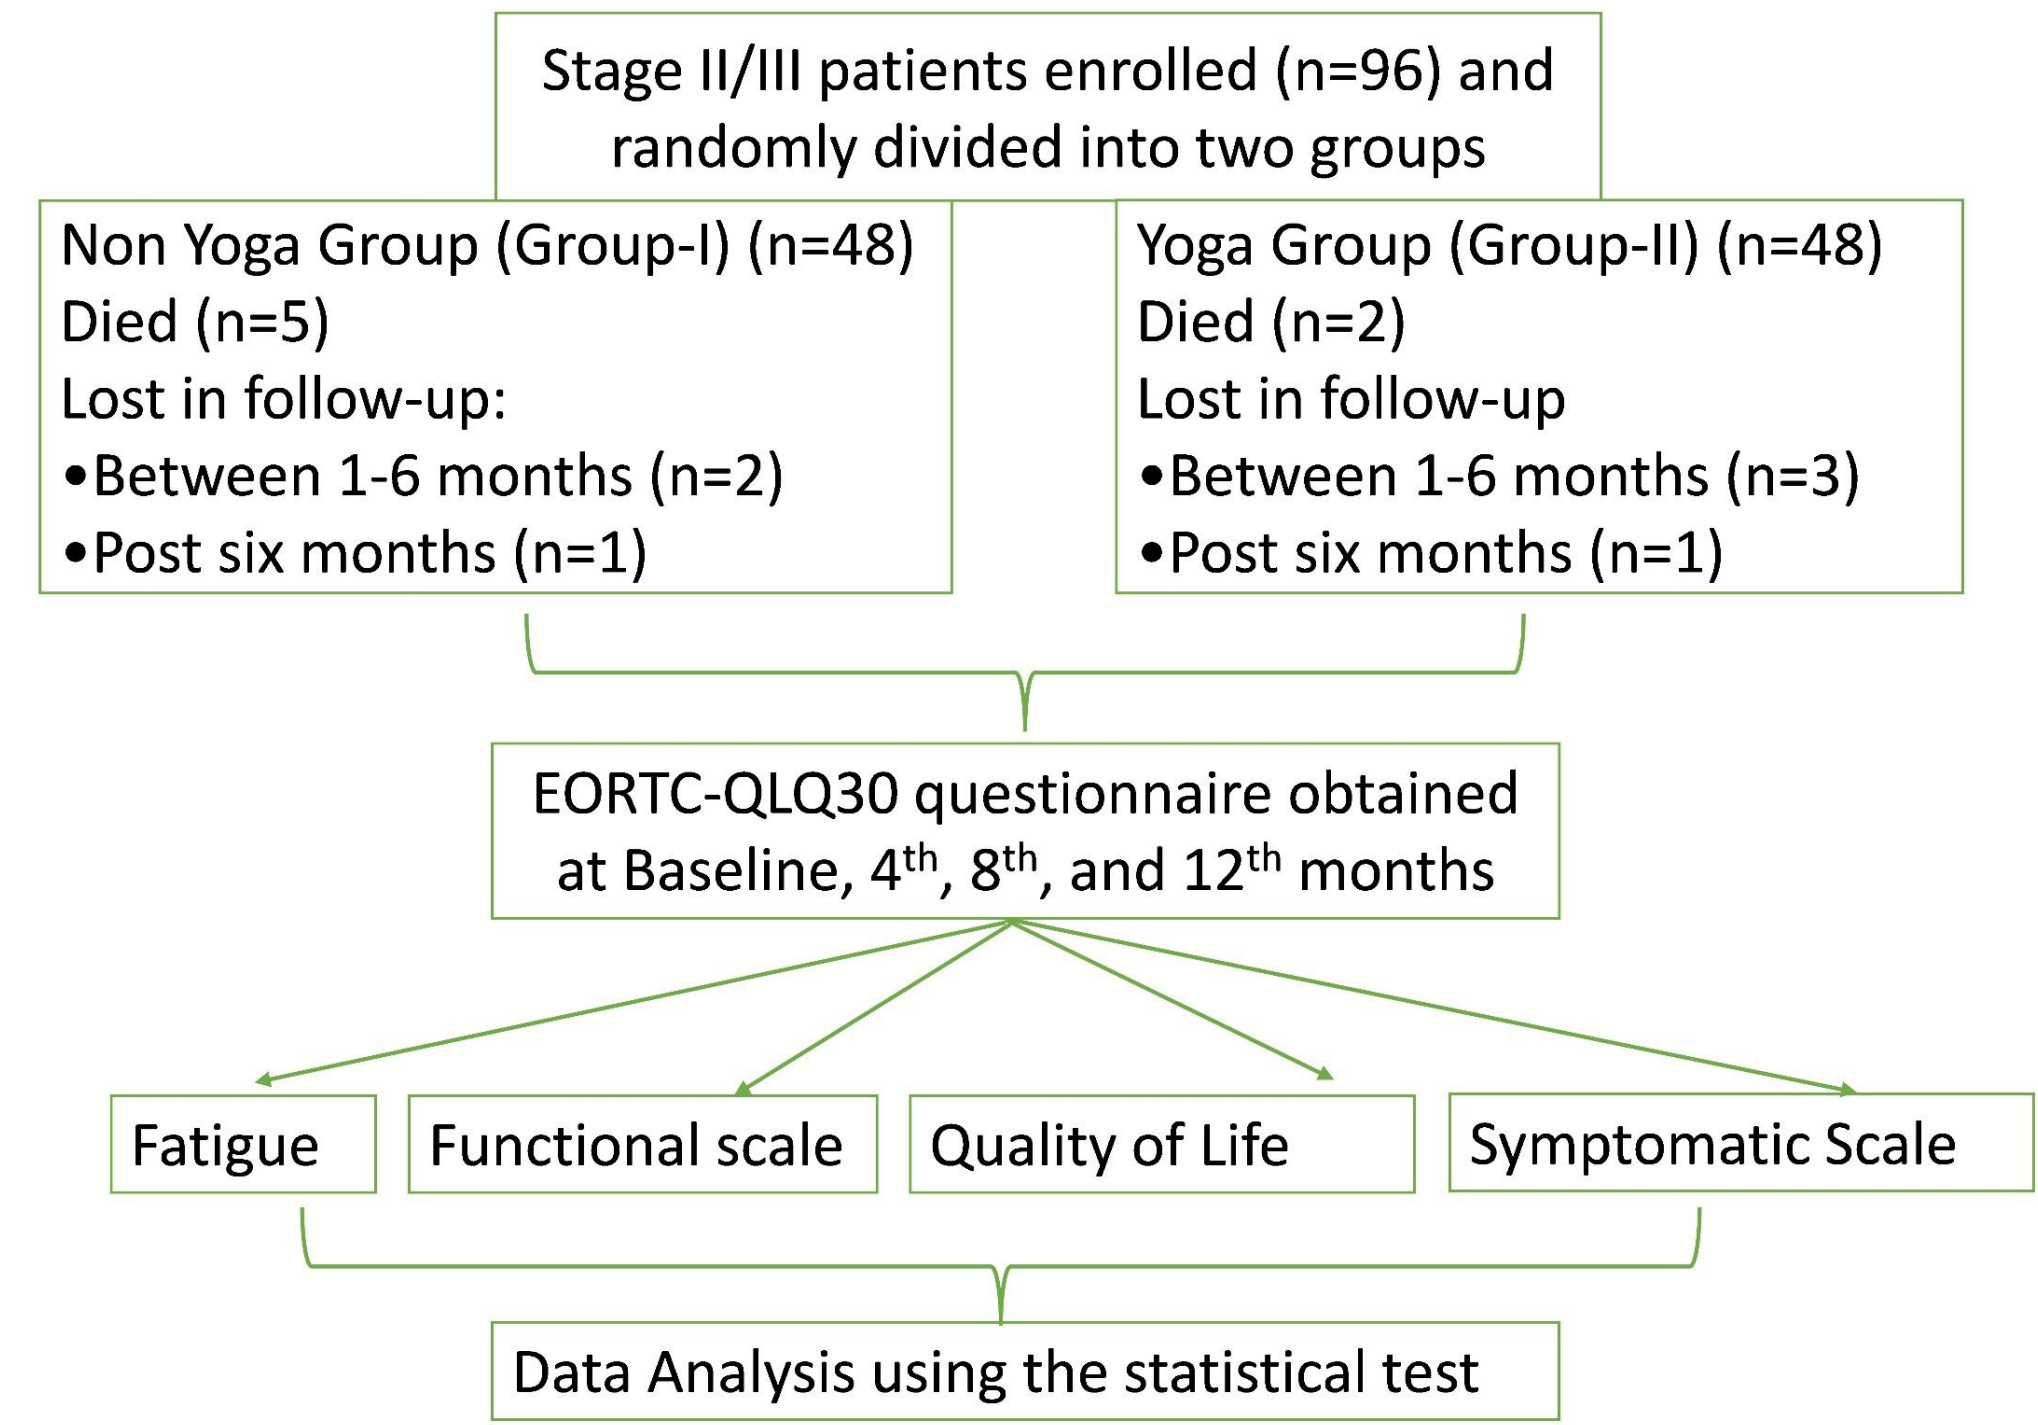 Stage II/III patients enrolled (n=96) and
randomly divided into two groups
Non Yoga Group (Group-I) (n=48)
Died (n=5)
Lost in follow-up:
•Between 1-6 months (n=2)
•Post six months (n=1)
Yoga Group (Group-II) (n=48)
Died (n=2)
Lost in follow-up
•Between 1-6 months (n=3)
•Post six months (n=1)
EORTC-QLQ30 questionnaire obtained
at Baseline, 4th, 8th, and 12th months
Fatigue
Functional scale
Quality of Life
Symptomatic Scale
Data Analysis using the statistical test